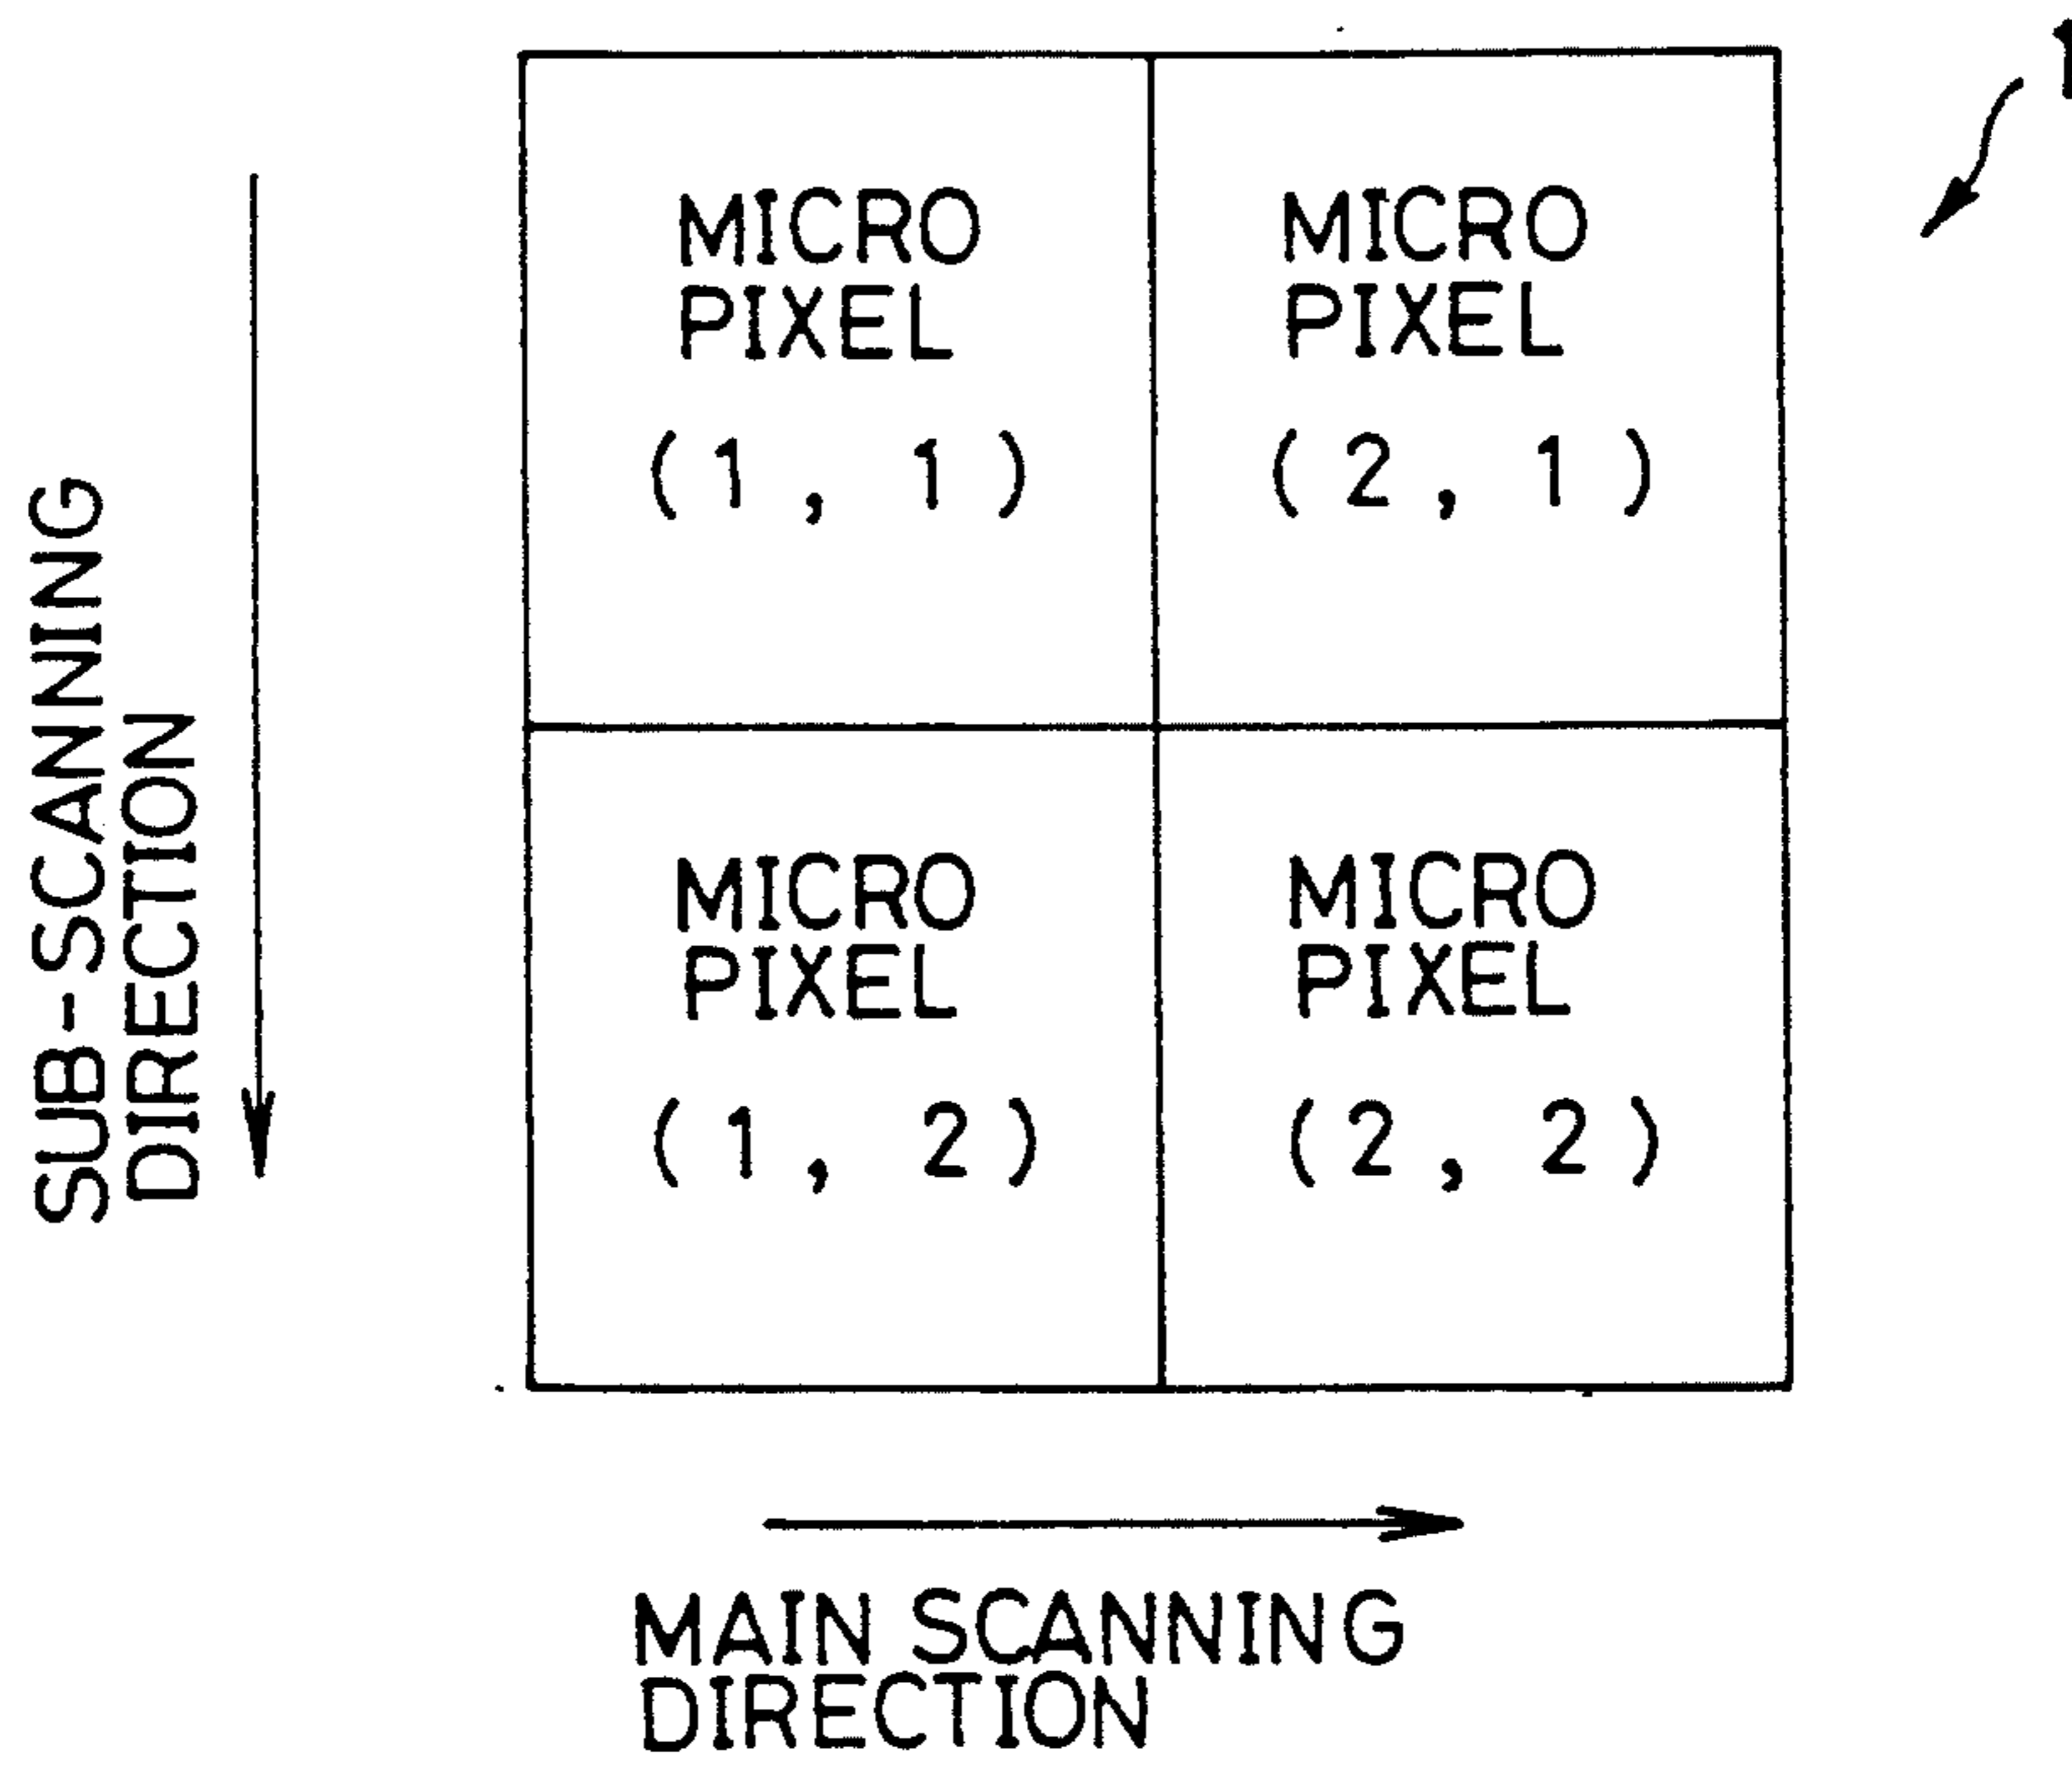 MICRO
PIXEL
(1, 1)
MICRO
PIXEL
(2, 1)
MICRO
PIXEL
(1, 2)
MICRO
PIXEL
(2, 2)
SUB-SCANNING
DIRECTION
MAIN SCANNING
DIRECTION